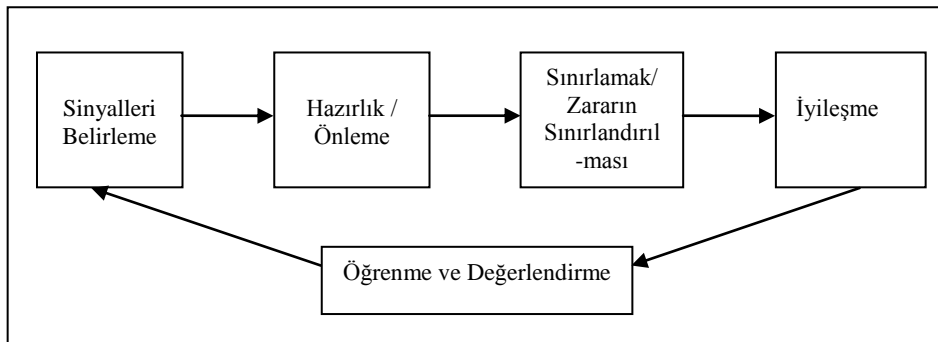 Sinyalleri
Belirleme
Hazırlık /
Önleme
Sınırlamak/
Zararın
Sınırlandırıl
-ması
İyileşme
Öğrenme ve Değerlendirme